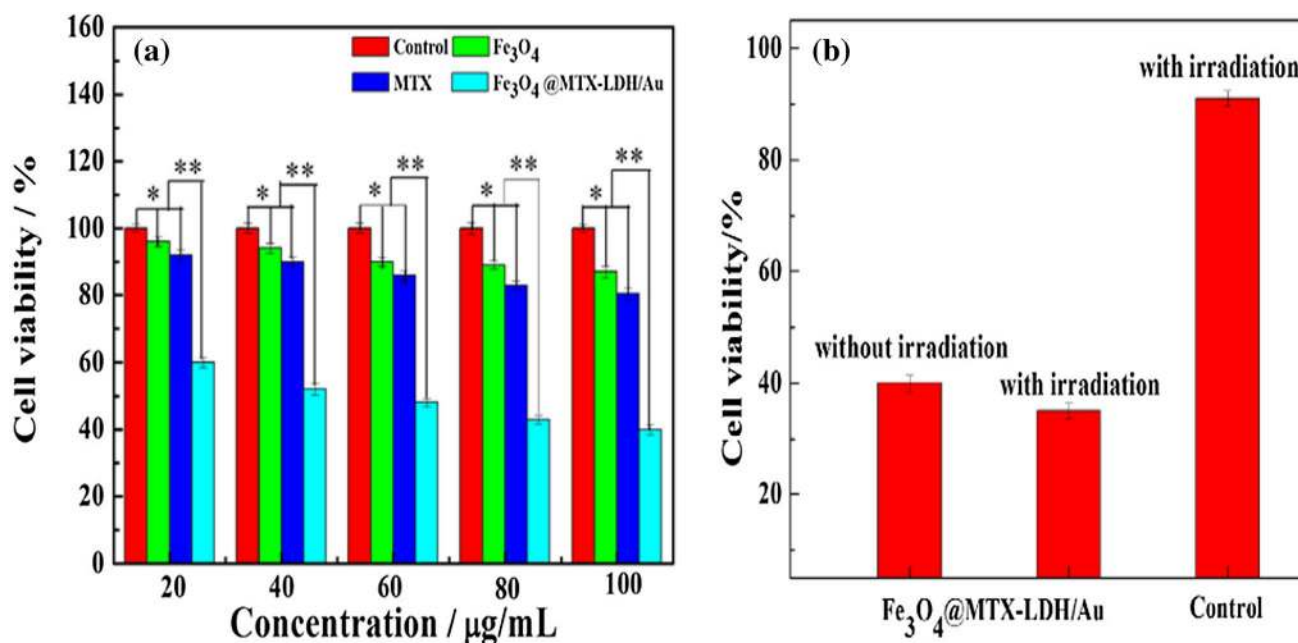 (a)
Control
Fe₃O₄
MTX
Fe₃O₄@MTX-LDH/Au
160
140
120
100
80
60
40
20
0
Cell viability / %
* **
* **
* **
* **
* **
20 40 60 80 100
Concentration / µg/mL
(b)
100
80
60
40
20
Cell viability/%
without irradiation
with irradiation
with irradiation
Fe₃O₄@MTX-LDH/Au Control